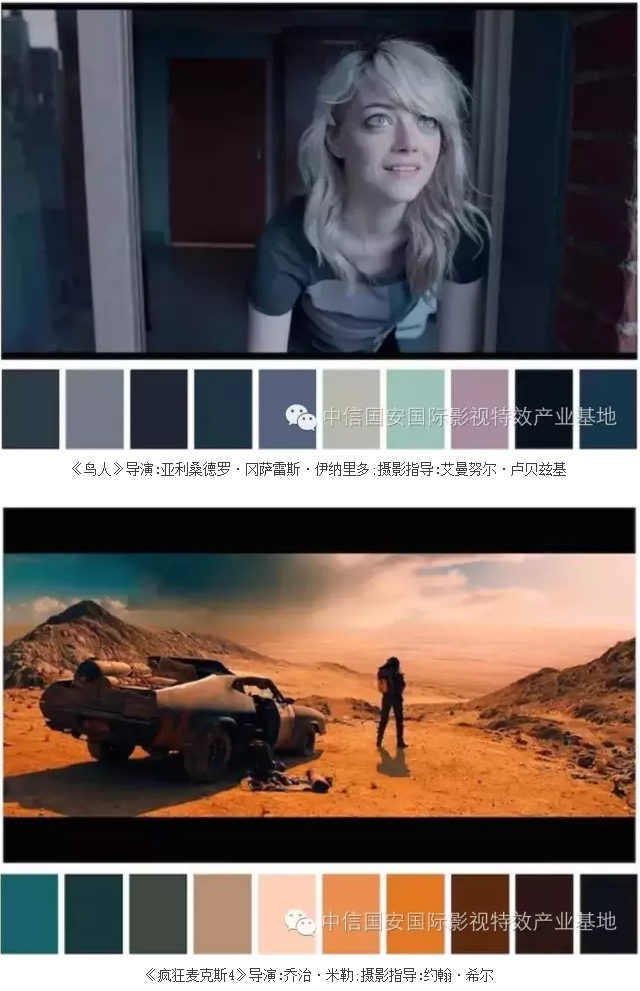 中信国安国际影视特效产业基地
《鸟人》导演:亚利桑德罗·冈萨雷斯·伊纳里多;摄影指导:艾曼努尔·卢贝兹基
中信国安国际影视特效产业基地
《疯狂麦克斯4》导演:乔治·米勒;摄影指导:约翰·希尔